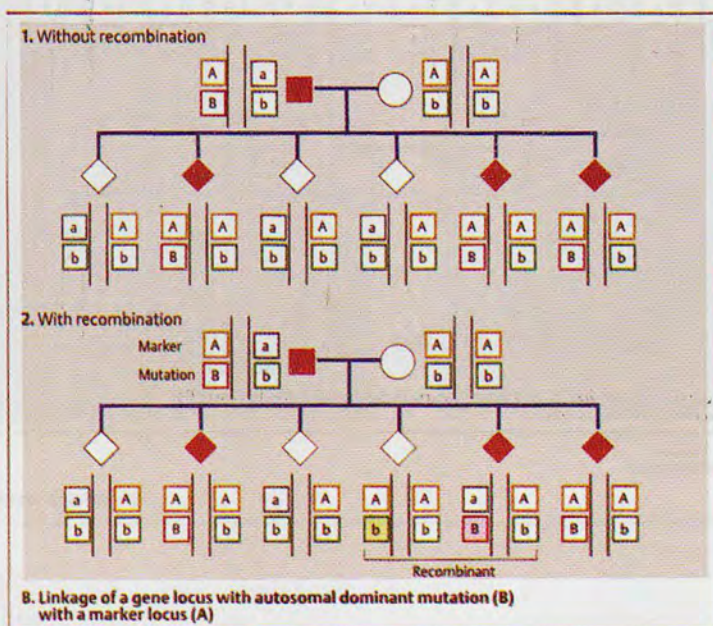 1. Without recombination
A a A A
B b b b
a A A A a A a A A A A A
b b B b b b b b B b B b
2. With recombination
Marker A a A A
Mutation B b b b
a A A A a A A A a A A A
b b B b b b b b B b B b
Recombinant
B. Linkage of a gene locus with autosomal dominant mutation (B)
with a marker locus (A)